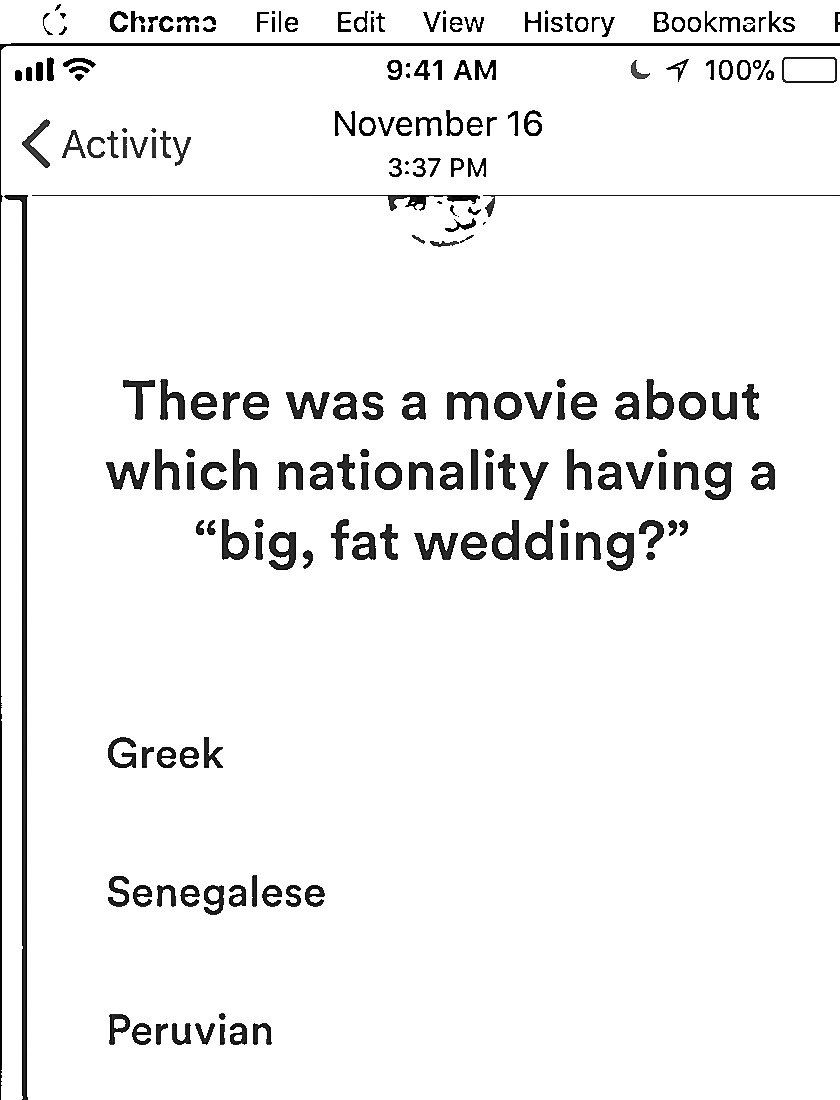 Chrome File Edit View History Bookmarks
9:41 AM 100%
November 16
Activity
3:37 PM
There was a movie about
which nationality having a
“big, fat wedding?”
Greek
Senegalese
Peruvian